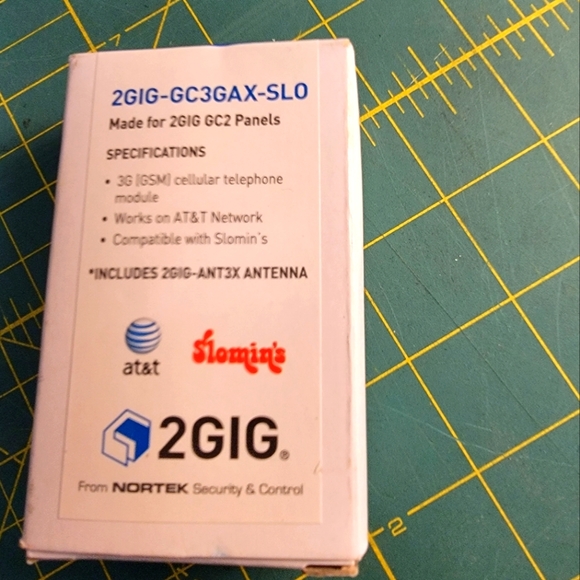 2GIG-GC3GAX-SLO
Made for 2GIG GC2 Panels
SPECIFICATIONS
• 3G (GSM) cellular telephone
module
• Works on AT&T Network
• Compatible with Slomin's
*INCLUDES 2GIG-ANT3X ANTENNA
at&t
Slomin's
2GIG®
From NORTEK Security & Control
2